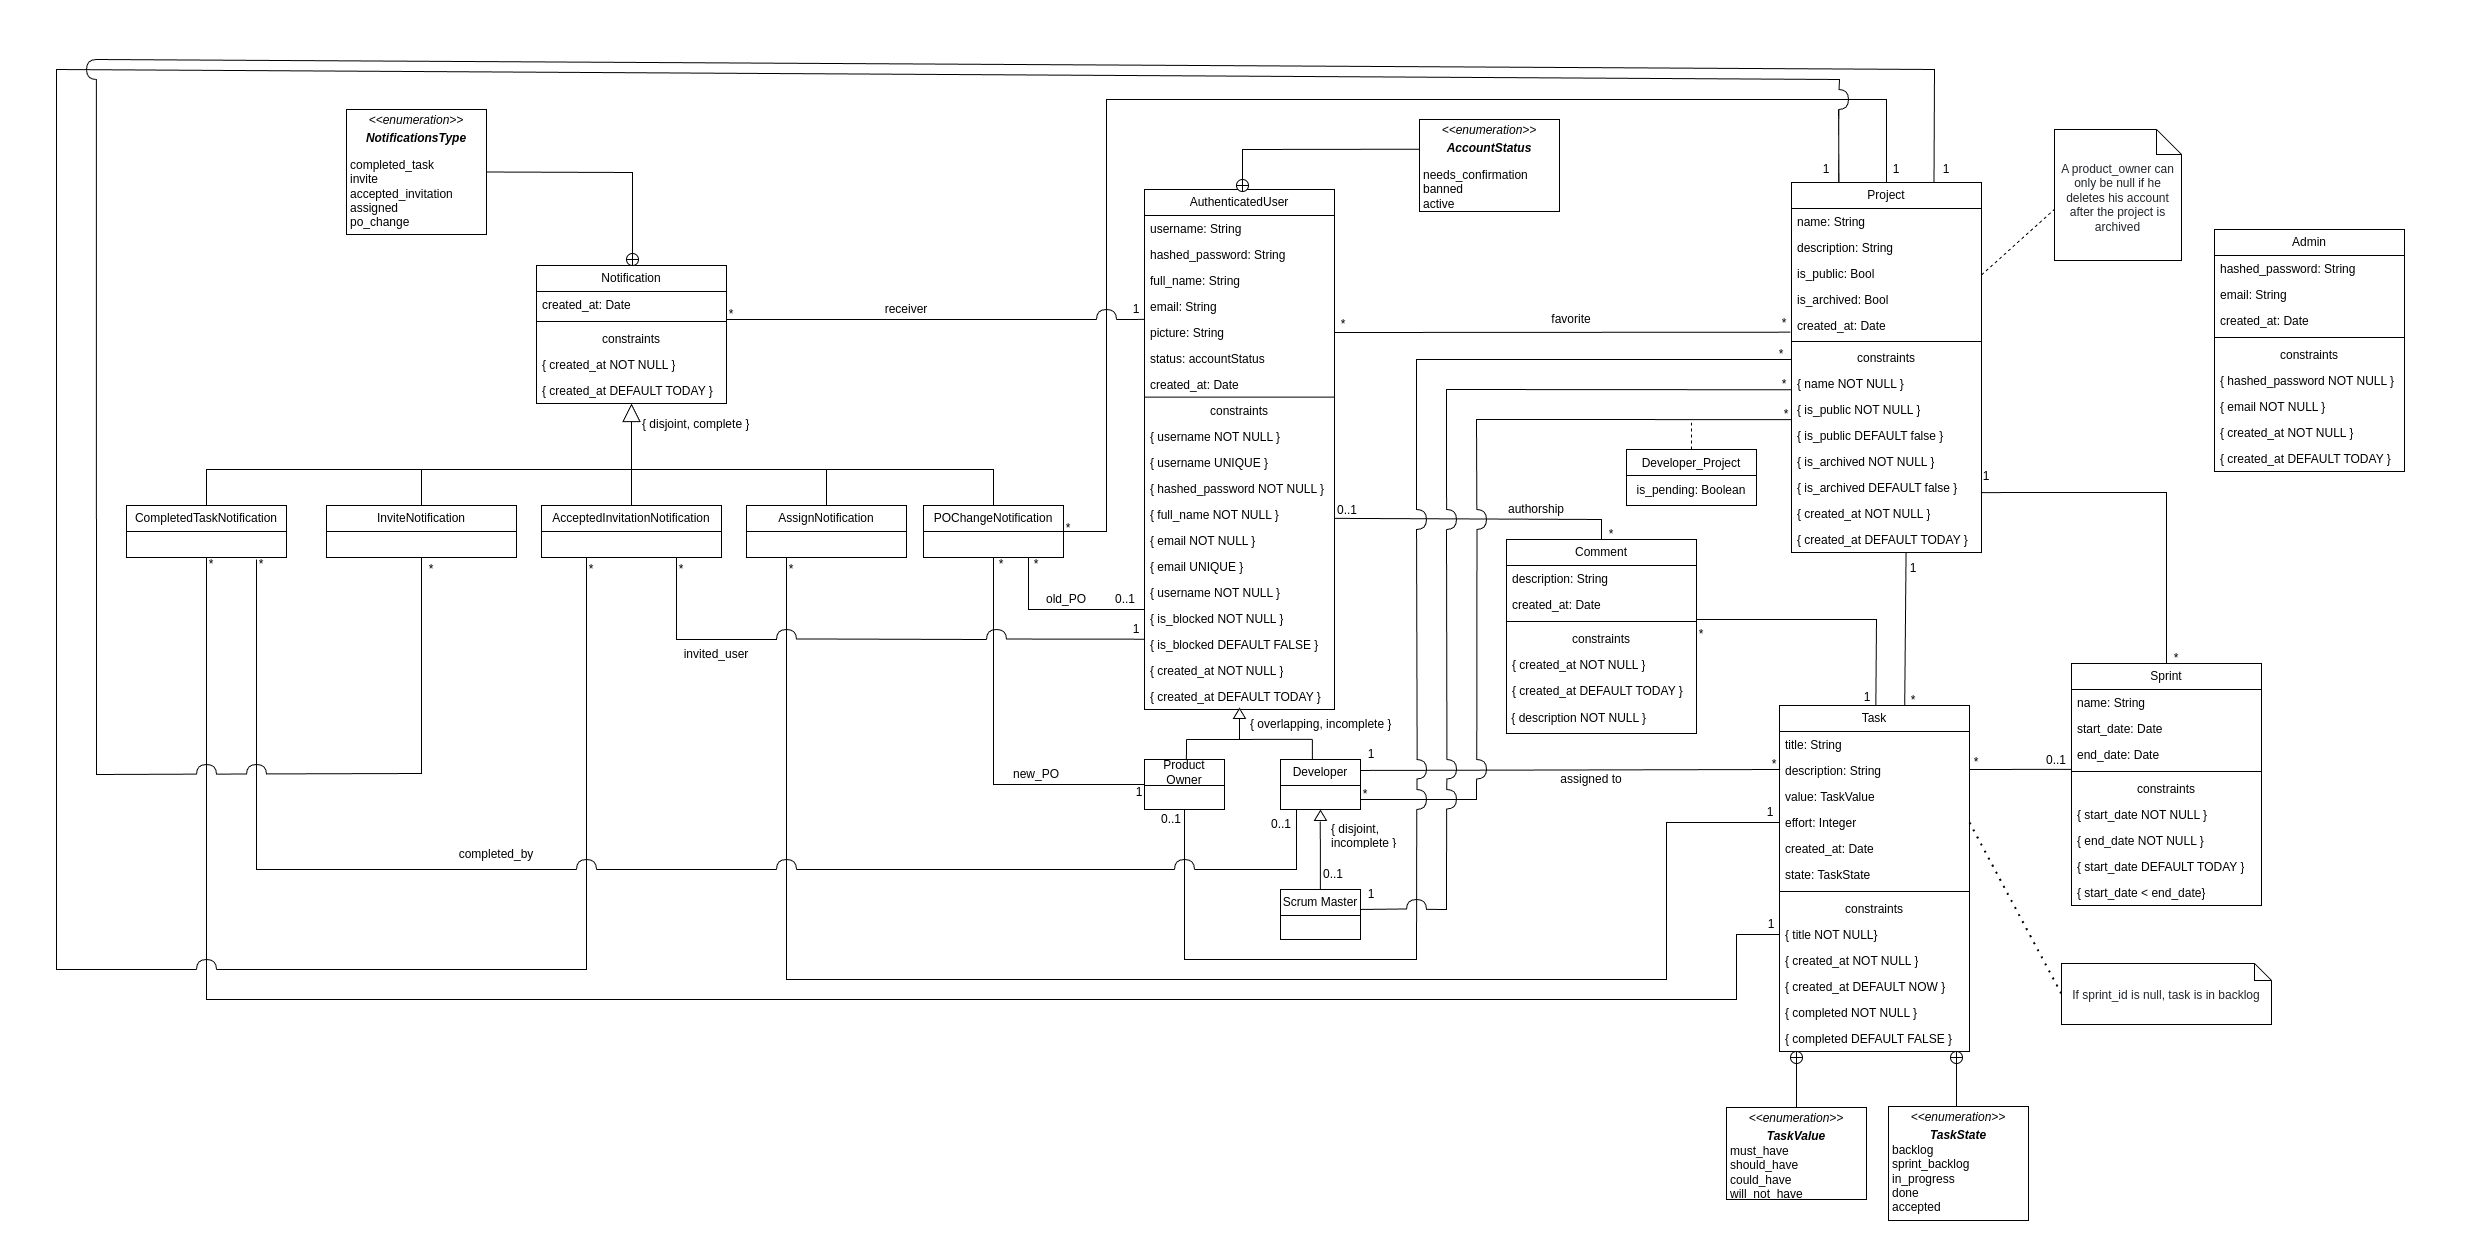 <<enumeration>>
NotificationsType
completed_task
invite
accepted_invitation
assigned
po_change
<<enumeration>>
AccountStatus
needs_confirmation
banned
active
A product_owner can
only be null if he
deletes his account
after the project is
archived
Notification
created_at: Date
constraints
{ created_at NOT NULL }
{ created_at DEFAULT TODAY }
{ disjoint, complete }
*
receiver
1
AuthenticatedUser
username: String
hashed_password: String
full_name: String
email: String
picture: String
status: accountStatus
created_at: Date
constraints
{ username NOT NULL }
{ username UNIQUE }
{ hashed_password NOT NULL }
{ full_name NOT NULL }
{ email NOT NULL }
{ email UNIQUE }
{ username NOT NULL }
{ is_blocked NOT NULL }
{ is_blocked DEFAULT FALSE }
{ created_at NOT NULL }
{ created_at DEFAULT TODAY }
{ overlapping, incomplete }
*
favorite
*
1
1
1
Project
name: String
description: String
is_public: Bool
is_archived: Bool
created_at: Date
constraints
{ name NOT NULL }
{ is_public NOT NULL }
{ is_public DEFAULT false }
{ is_archived NOT NULL }
{ is_archived DEFAULT false }
{ created_at NOT NULL }
{ created_at DEFAULT TODAY }
*
*
*
1
1
Admin
hashed_password: String
email: String
created_at: Date
constraints
{ hashed_password NOT NULL }
{ email NOT NULL }
{ created_at NOT NULL }
{ created_at DEFAULT TODAY }
Developer_Project
is_pending: Boolean
CompletedTaskNotification
InviteNotification
AcceptedInvitationNotification
AssignNotification
POChangeNotification
*
*
*
*
*
*
*
*
*
old_PO
0..1
invited_user
1
new_PO
1
completed_by
0..1
authorship
*
Comment
description: String
created_at: Date
constraints
{ created_at NOT NULL }
{ created_at DEFAULT TODAY }
{ description NOT NULL }
*
1
*
Product
Owner
0..1
Developer
0..1
1
*
assigned to
*
{ disjoint,
incomplete }
0..1
Scrum Master
1
Task
title: String
description: String
value: TaskValue
effort: Integer
created_at: Date
state: TaskState
constraints
{ title NOT NULL}
{ created_at NOT NULL }
{ created_at DEFAULT NOW }
{ completed NOT NULL }
{ completed DEFAULT FALSE }
1
1
*
0..1
*
Sprint
name: String
start_date: Date
end_date: Date
constraints
{ start_date NOT NULL }
{ end_date NOT NULL }
{ start_date DEFAULT TODAY }
{ start_date < end_date}
If sprint_id is null, task is in backlog
<<enumeration>>
TaskValue
must_have
should_have
could_have
will_not_have
<<enumeration>>
TaskState
backlog
sprint_backlog
in_progress
done
accepted